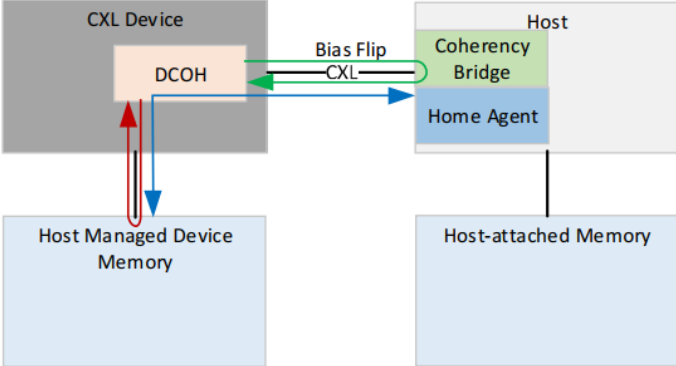 CXL Device
Host
DCOH
Bias Flip
CXL
Coherency
Bridge
Home Agent
Host Managed Device
Memory
Host-attached Memory